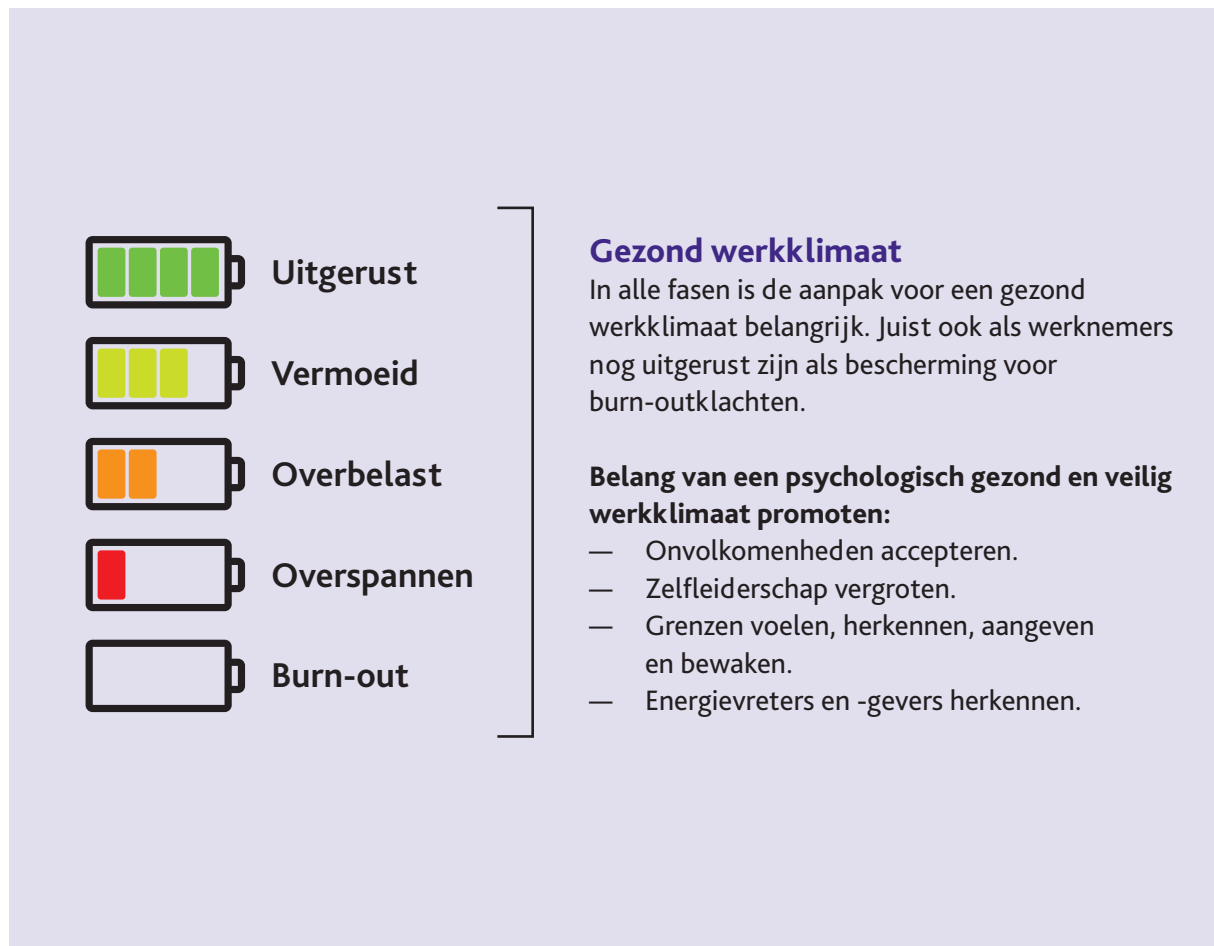 Uitgerust
Vermoeid
Overbelast
Overspannen
Burn-out
Gezond werkklimaat
In alle fasen is de aanpak voor een gezond
werkklimaat belangrijk. Juist ook als werknemers
nog uitgerust zijn als bescherming voor
burn-outklachten.
Belang van een psychologisch gezond en veilig
werkklimaat promoten:
— Onvolkomenheden accepteren.
— Zelfleiderschap vergroten.
— Grenzen voelen, herkennen, aangeven
en bewaken.
— Energievreters en -gevers herkennen.